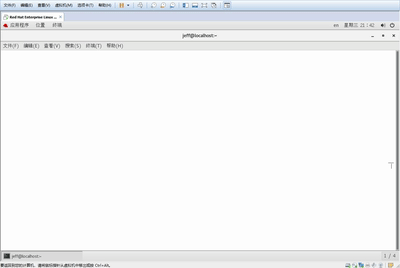 文件(F) 编辑(E) 查看(V) 虚拟机(M) 选项卡(T) 帮助(H)
Red Hat Enterprise Linux ...
应用程序 位置 终端 zh 星期三 21:42
jeff@localhost:~
文件(F) 编辑(E) 查看(V) 搜索(S) 终端(T) 帮助(H)
jeff@localhost:~ 1 / 4
要返回到您的计算机，请将鼠标指针从虚拟机中移出或按 Ctrl+Alt。